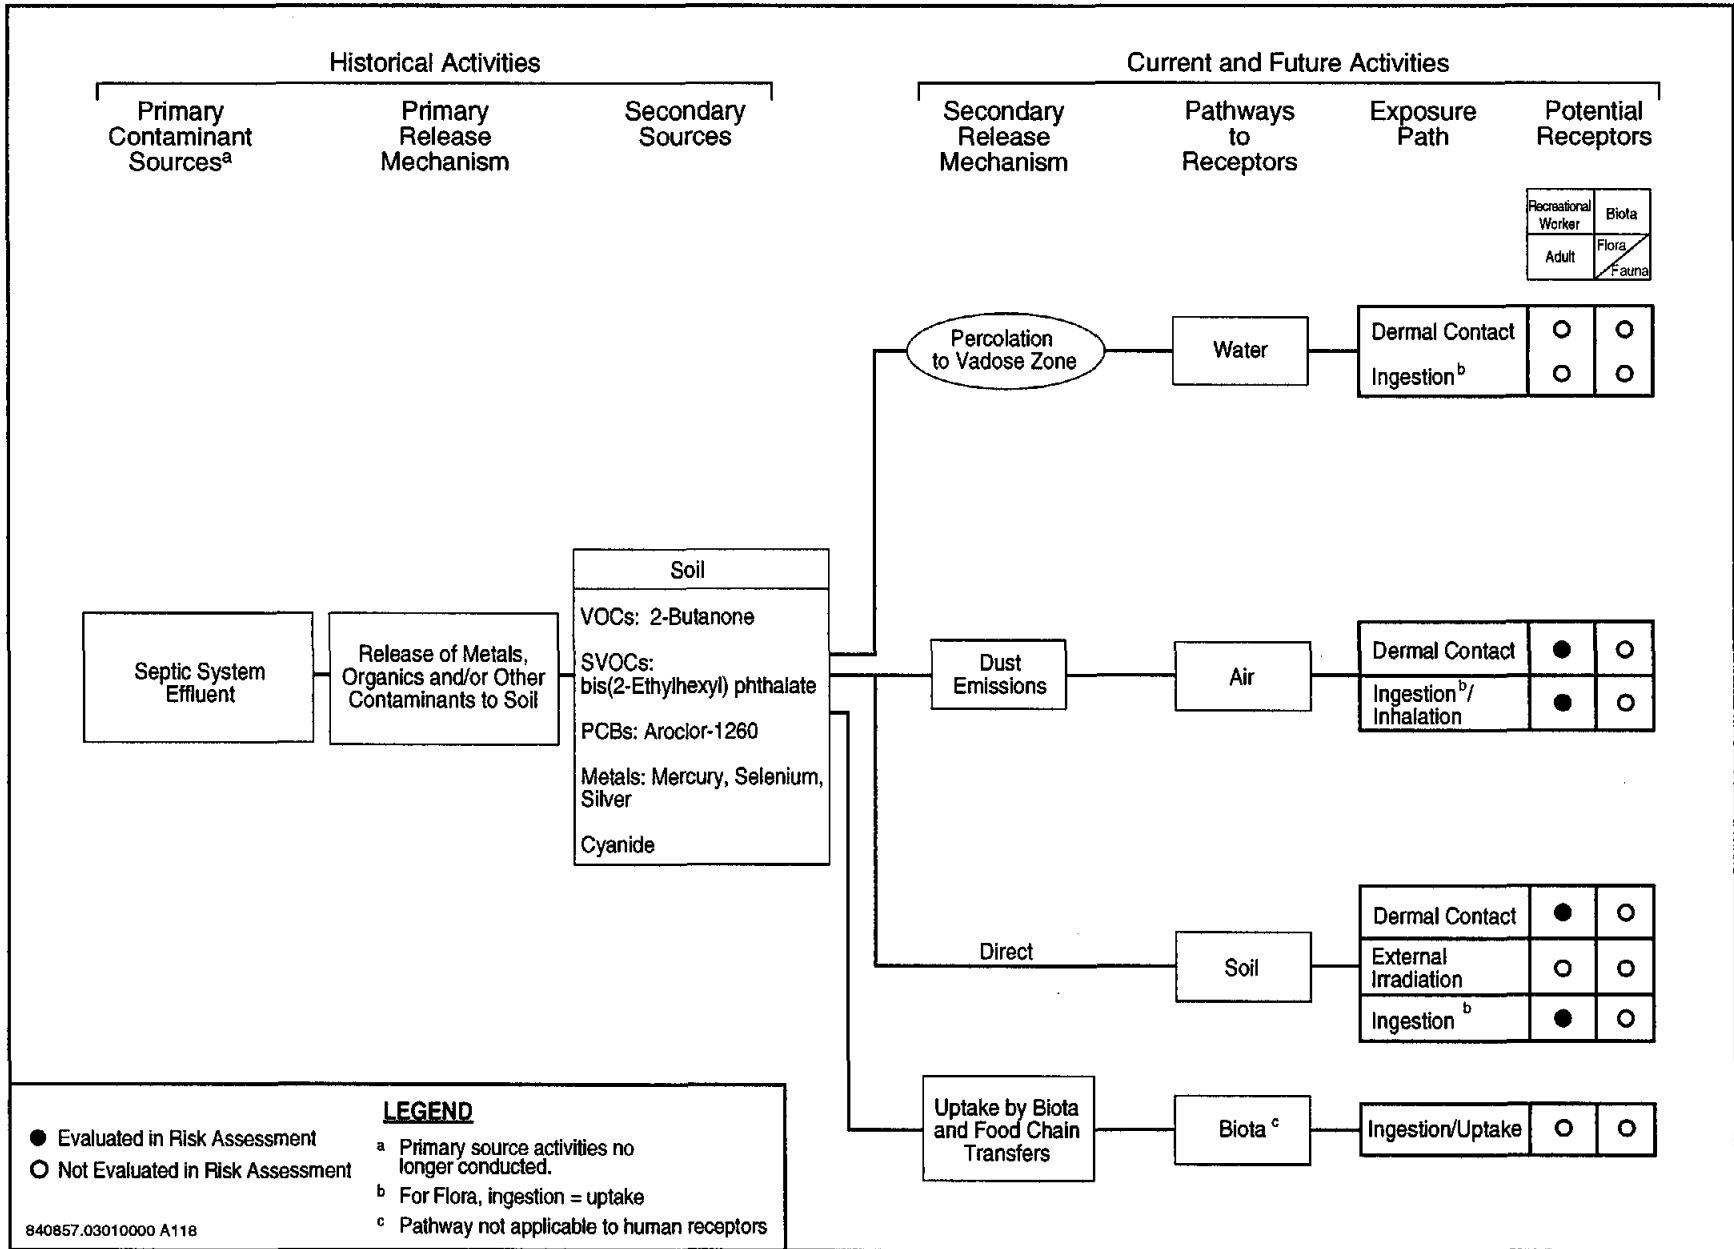 Historical Activities
Current and Future Activities
Primary
Contaminant
Sourcesᵃ
Primary
Release
Mechanism
Secondary
Sources
Secondary
Release
Mechanism
Pathways
to
Receptors
Exposure
Path
Potential
Receptors
Recreational
Worker
Biota
Adult
Flora
Fauna
Percolation
to Vadose Zone
Water
Dermal Contact
Ingestionᵇ
Septic System
Effluent
Release of Metals,
Organics and/or Other
Contaminants to Soil
Soil
VOCs: 2-Butanone
SVOCs:
bis(2-Ethylhexyl) phthalate
PCBs: Aroclor-1260
Metals: Mercury, Selenium,
Silver
Cyanide
Dust
Emissions
Air
Dermal Contact
Ingestionᵇ/
Inhalation
Direct
Soil
Dermal Contact
External
Irradiation
Ingestion ᵇ
Uptake by Biota
and Food Chain
Transfers
Biota ᶜ
Ingestion/Uptake
LEGEND
● Evaluated in Risk Assessment
○ Not Evaluated in Risk Assessment
ᵃ Primary source activities no
longer conducted.
ᵇ For Flora, ingestion = uptake
ᶜ Pathway not applicable to human receptors
840857.03010000 A118